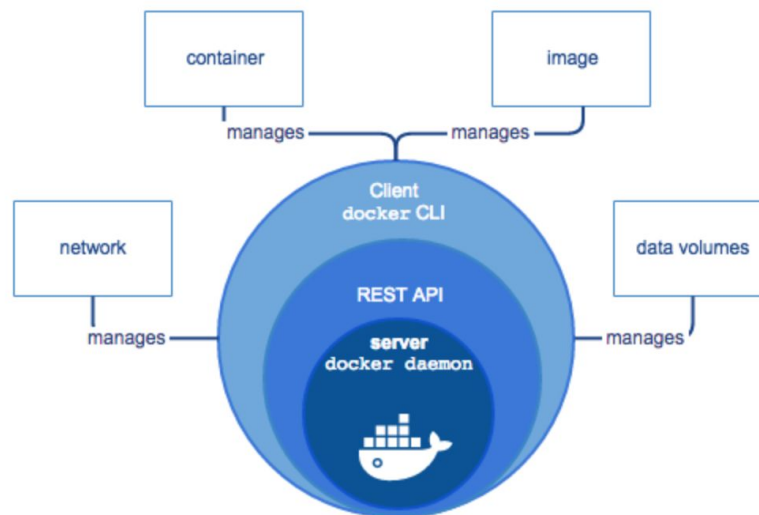 container
image
manages
manages
Client
docker CLI
network
data volumes
REST API
manages
manages
server
docker daemon